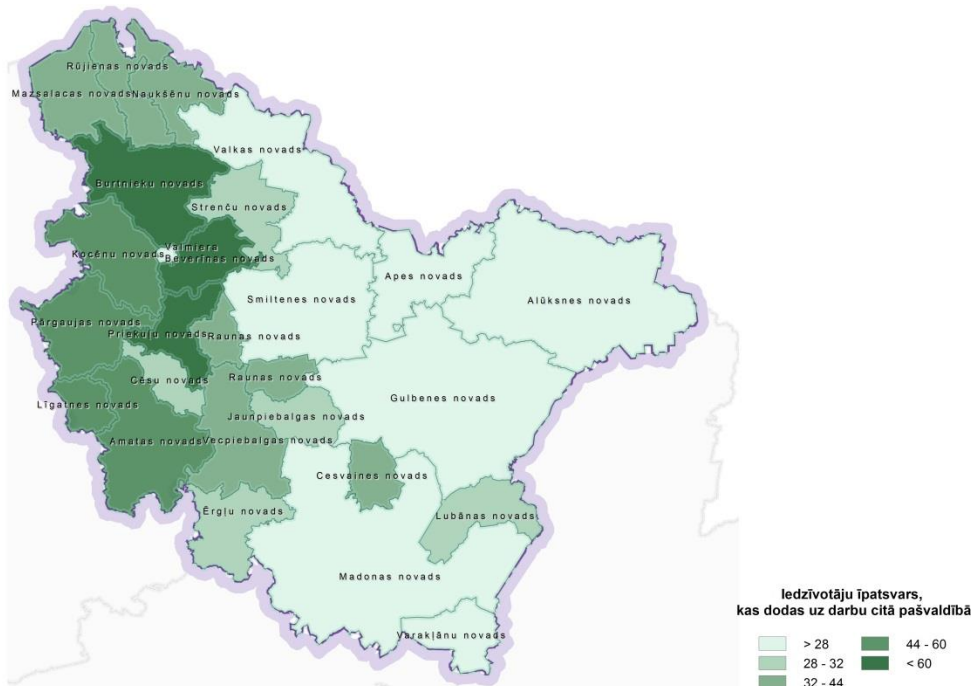 Rūjienas novads
Mazsalacas novads Naukšēnu novads
Valkas novads
Burtnieku novads
Strenču novads
Valmiera
Kocēnu novads
Beverīnas novads
Apes novads
Smiltenes novads
Alūksnes novads
Pārgaujas novads
Priekuļu novads
Raunas novads
Cēsu novads
Raunas novads
Līgatnes novads
Gulbenes novads
Jaunpiebalgas novads
Amatas novads
Vecpiebalgas novads
Cesvaines novads
Ērgļu novads
Lubānas novads
Madonas novads
Varakļānu novads
Iedzīvotāju īpatsvars,
kas dodas uz darbu citā pašvaldībā
> 28
44 - 60
28 - 32
< 60
32 - 44